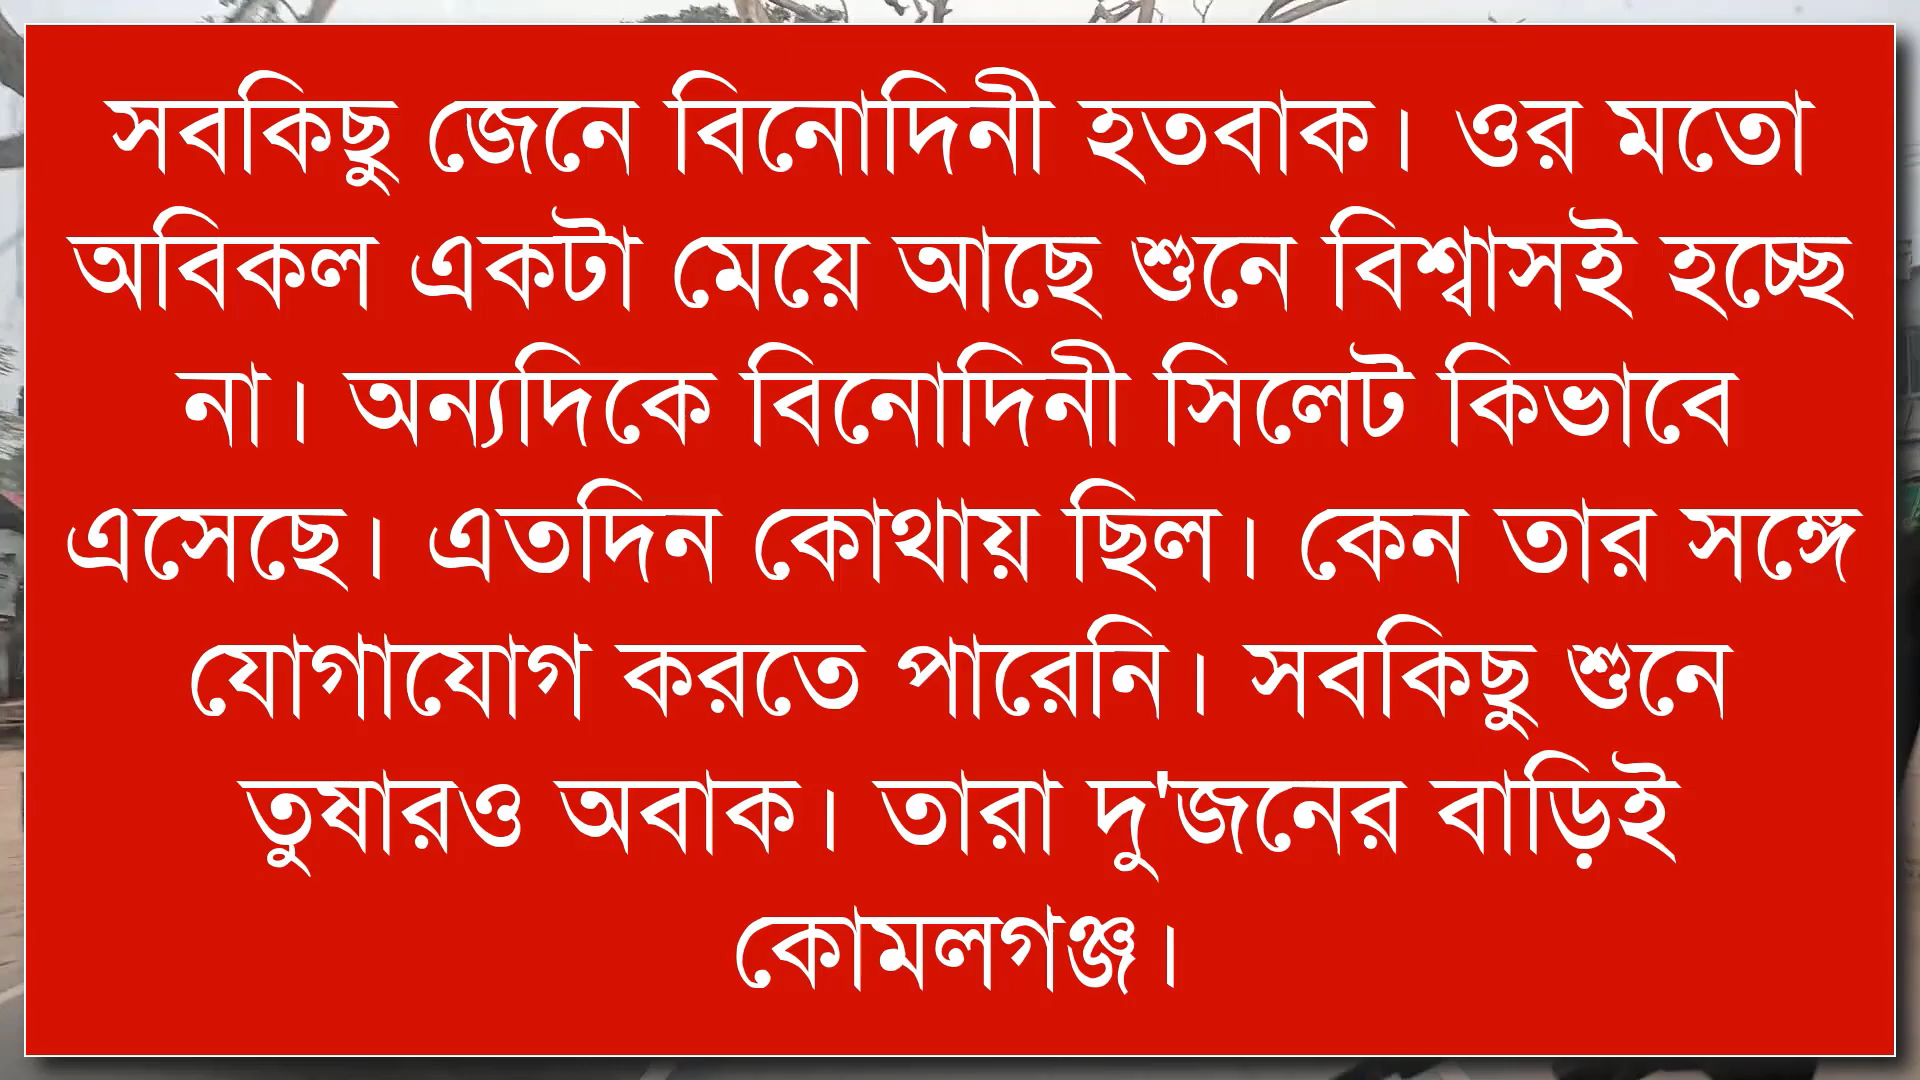 সবকিছু জেনে বিনোদিনী হতবাক। ওর মতো
অবিকল একটা মেয়ে আছে শুনে বিশ্বাসই হচ্ছে
না। অন্যদিকে বিনোদিনী সিলেট কিভাবে
এসেছে। এতদিন কোথায় ছিল। কেন তার সঙ্গে
যোগাযোগ করতে পারেনি। সবকিছু শুনে
তুষারও অবাক। তারা দু'জনের বাড়িই
কোমলগঞ্জ।